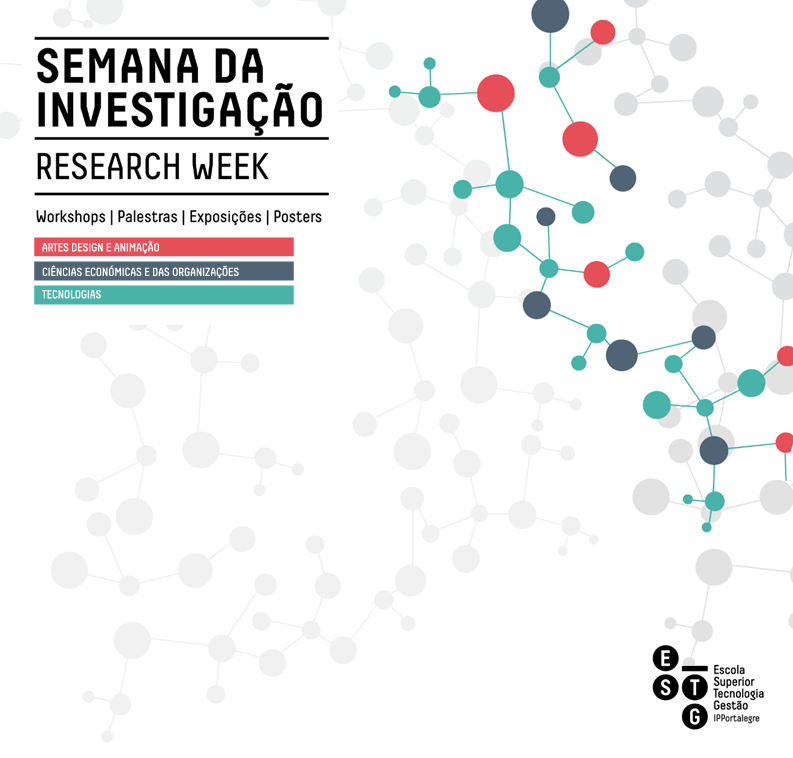 SEMANA DA
INVESTIGAÇÃO
RESEARCH WEEK
Workshops | Palestras | Exposições | Posters
ARTES DESIGN E ANIMAÇÃO
CIÊNCIAS ECONÓMICAS E DAS ORGANIZAÇÕES
TECNOLOGIAS
E
S T
G
Escola
Superior
Tecnologia
Gestão
IPPortalegre